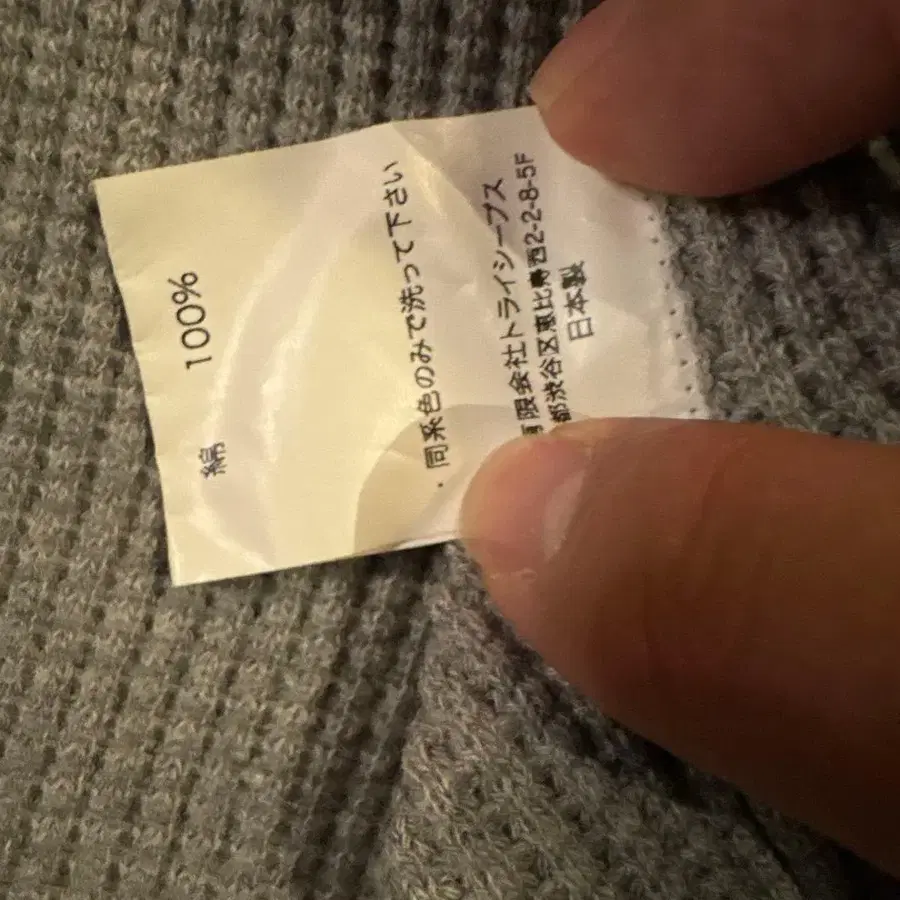 綿 100%
・同系色のみで洗って下さい
有限会社トライシープス
都渋谷区恵比寿西2-2-8-5F
日本製